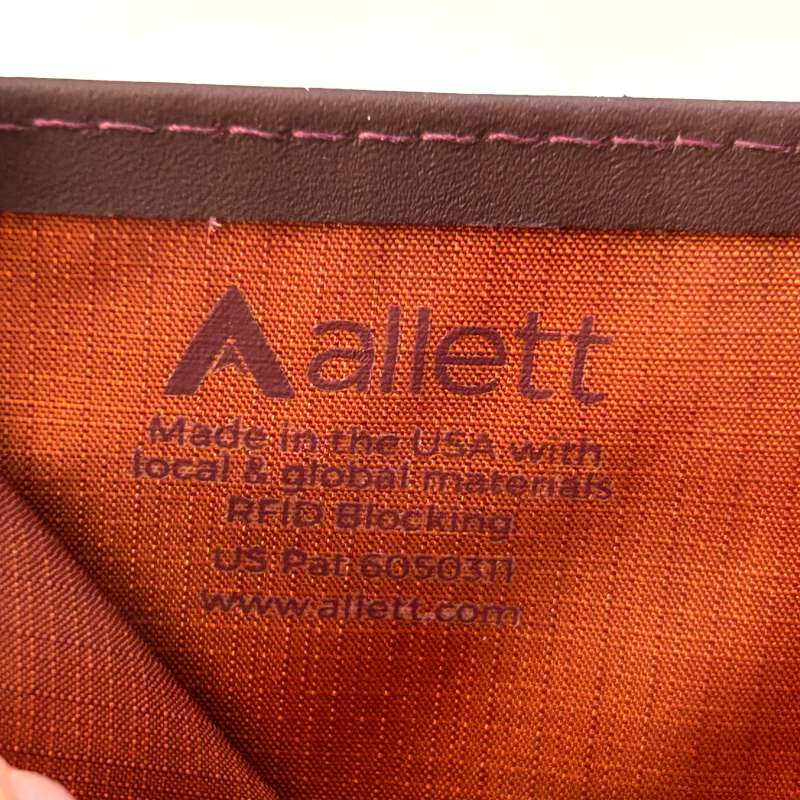 allett
Made in the USA with
local & global materials
RFID Blocking
US Pat 6050311
www.allett.com